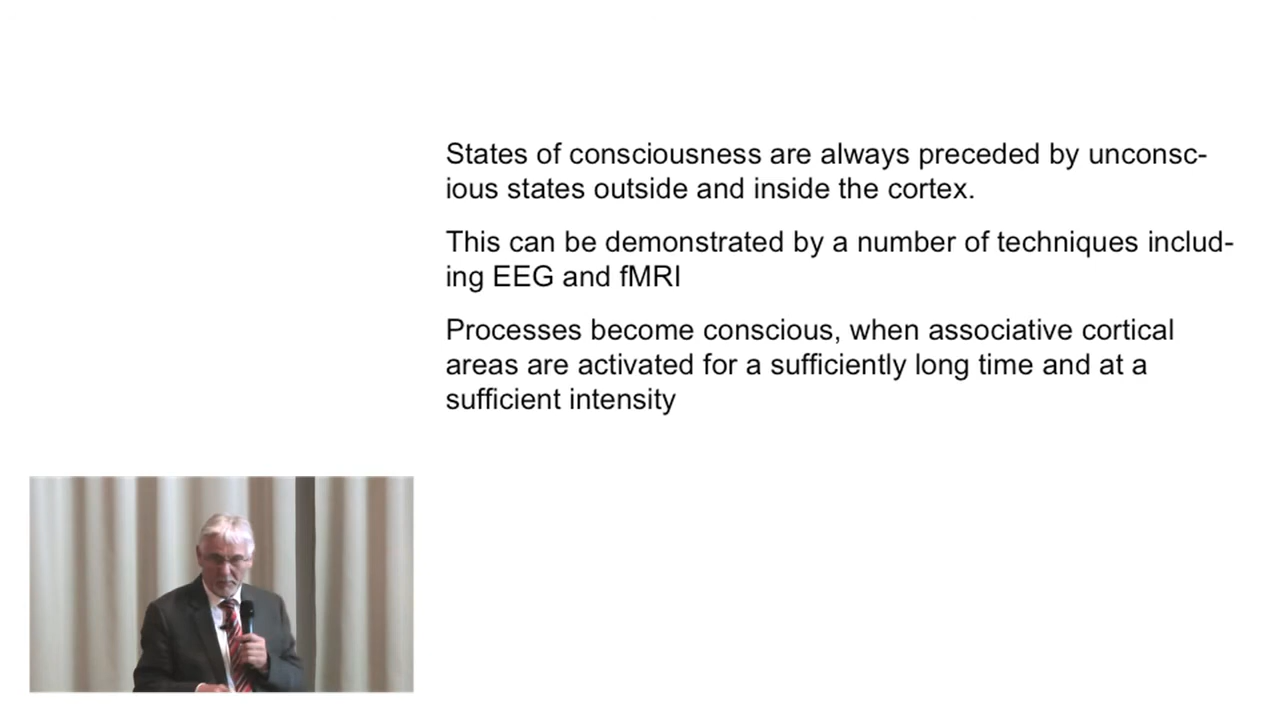 States of consciousness are always preceded by unconsc-
ious states outside and inside the cortex.
This can be demonstrated by a number of techniques includ-
ing EEG and fMRI
Processes become conscious, when associative cortical
areas are activated for a sufficiently long time and at a
sufficient intensity